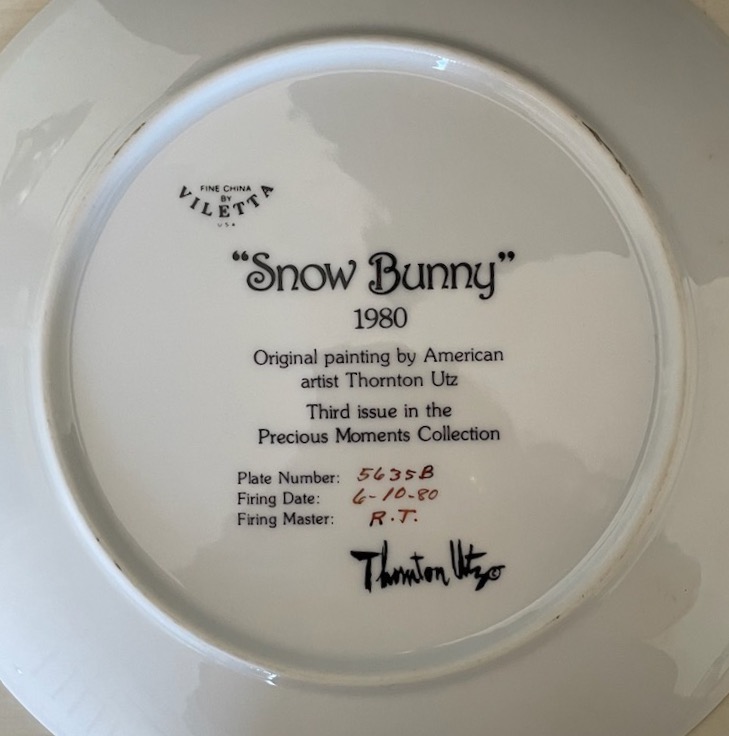 FINE CHINA
BY
VILETTA
USA
“Snow Bunny”
1980
Original painting by American
artist Thornton Utz
Third issue in the
Precious Moments Collection
Plate Number: 5635B
Firing Date: 6-10-80
Firing Master: R.T.
Thornton Utz©